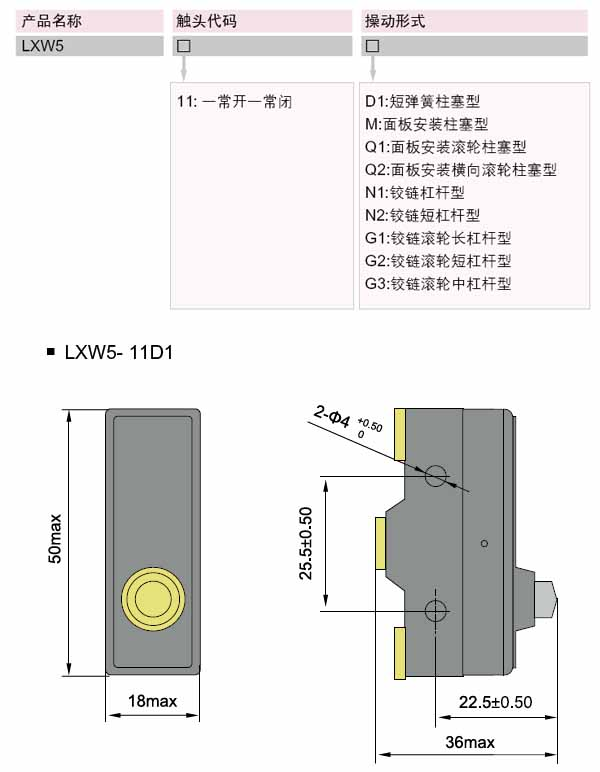 产品名称 触头代码 操动形式
LXW5 □ □
11: 一常开一常闭
D1:短弹簧柱塞型
M:面板安装柱塞型
Q1:面板安装滚轮柱塞型
Q2:面板安装横向滚轮柱塞型
N1:铰链杠杆型
N2:铰链短杠杆型
G1:铰链滚轮长杠杆型
G2:铰链滚轮短杠杆型
G3:铰链滚轮中杠杆型
■ LXW5- 11D1
2-Φ4 +0.50 0
50max
25.5±0.50
18max
22.5±0.50
36max